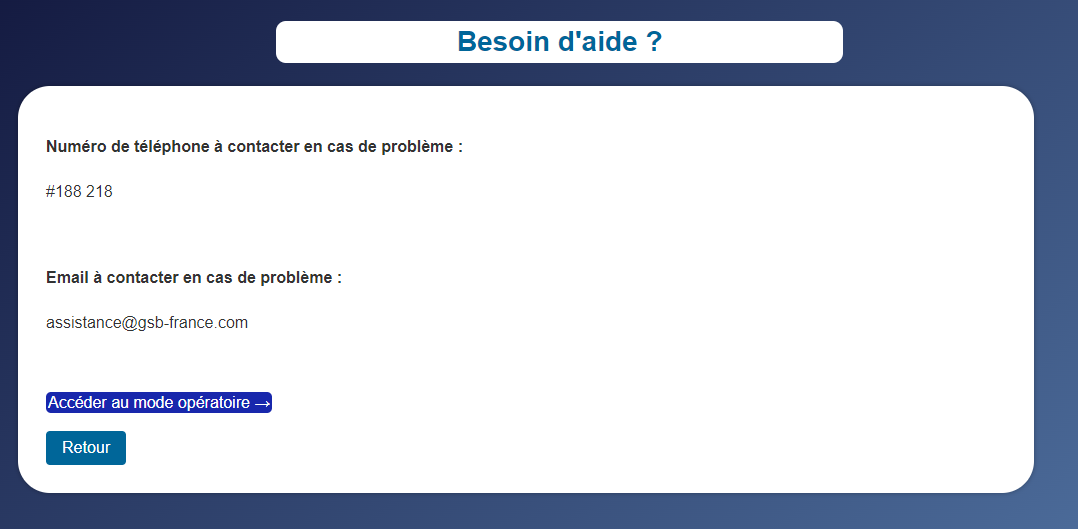 Besoin d'aide ?
Numéro de téléphone à contacter en cas de problème :
#188 218
Email à contacter en cas de problème :
assistance@gsb-france.com
Accéder au mode opératoire →
Retour